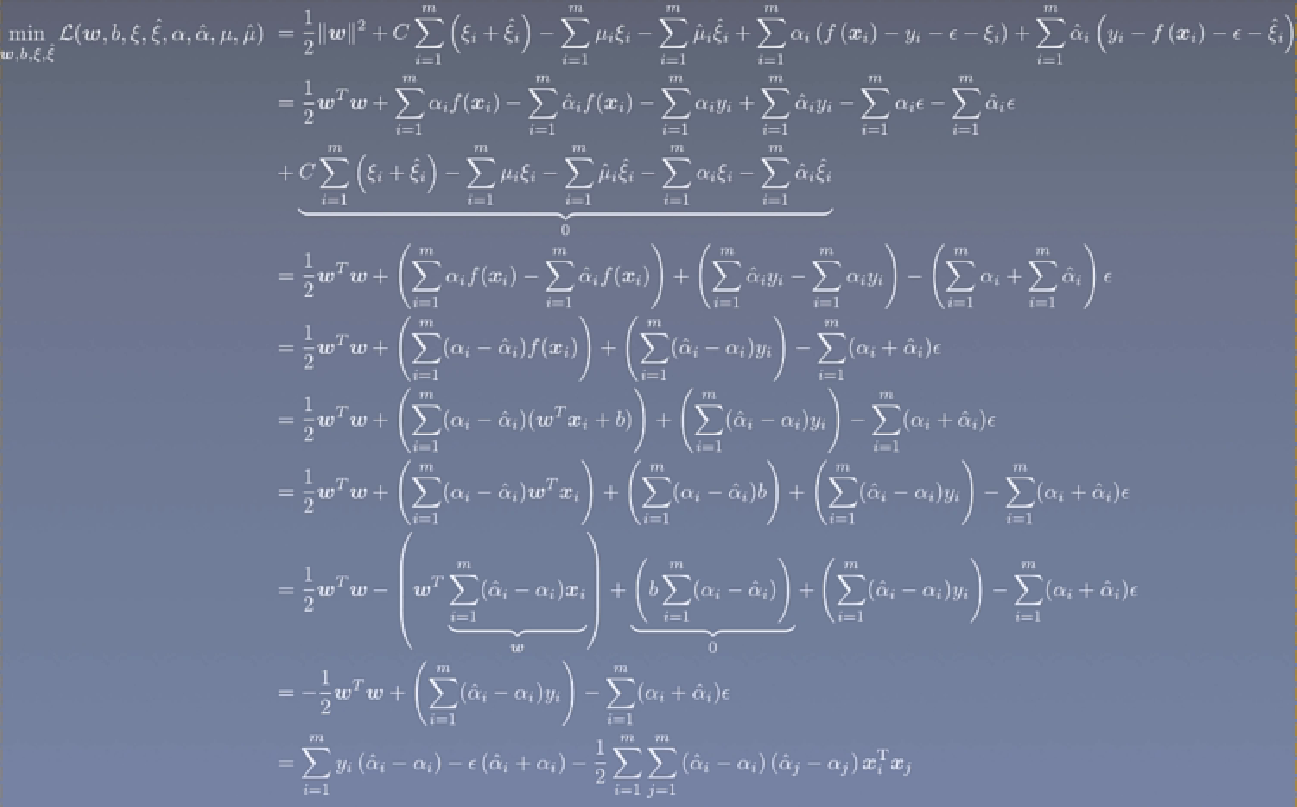 $\min_{\boldsymbol{w},b,\xi,\hat{\xi}} \mathcal{L}(\boldsymbol{w},b,\xi,\hat{\xi},\alpha,\hat{\alpha},\mu,\hat{\mu}) = \frac{1}{2}\|\boldsymbol{w}\|^2 + C\sum_{i=1}^{m}\left(\xi_i+\hat{\xi}_i\right) - \sum_{i=1}^{m}\mu_i\xi_i - \sum_{i=1}^{m}\hat{\mu}_i\hat{\xi}_i + \sum_{i=1}^{m}\alpha_i\left(f\left(\boldsymbol{x}_i\right)-y_i-\epsilon-\xi_i\right) + \sum_{i=1}^{m}\hat{\alpha}_i\left(y_i-f\left(\boldsymbol{x}_i\right)-\epsilon-\hat{\xi}_i\right)$
$= \frac{1}{2}\boldsymbol{w}^T\boldsymbol{w} + \sum_{i=1}^{m}\alpha_i f(\boldsymbol{x}_i) - \sum_{i=1}^{m}\hat{\alpha}_i f(\boldsymbol{x}_i) - \sum_{i=1}^{m}\alpha_i y_i + \sum_{i=1}^{m}\hat{\alpha}_i y_i - \sum_{i=1}^{m}\alpha_i\epsilon - \sum_{i=1}^{m}\hat{\alpha}_i\epsilon$
$+ \underbrace{C\sum_{i=1}^{m}\left(\xi_i+\hat{\xi}_i\right) - \sum_{i=1}^{m}\mu_i\xi_i - \sum_{i=1}^{m}\hat{\mu}_i\hat{\xi}_i - \sum_{i=1}^{m}\alpha_i\xi_i - \sum_{i=1}^{m}\hat{\alpha}_i\hat{\xi}_i}_{0}$
$= \frac{1}{2}\boldsymbol{w}^T\boldsymbol{w} + \left(\sum_{i=1}^{m}\alpha_i f(\boldsymbol{x}_i) - \sum_{i=1}^{m}\hat{\alpha}_i f(\boldsymbol{x}_i)\right) + \left(\sum_{i=1}^{m}\hat{\alpha}_i y_i - \sum_{i=1}^{m}\alpha_i y_i\right) - \left(\sum_{i=1}^{m}\alpha_i + \sum_{i=1}^{m}\hat{\alpha}_i\right)\epsilon$
$= \frac{1}{2}\boldsymbol{w}^T\boldsymbol{w} + \left(\sum_{i=1}^{m}(\alpha_i-\hat{\alpha}_i)f(\boldsymbol{x}_i)\right) + \left(\sum_{i=1}^{m}(\hat{\alpha}_i-\alpha_i)y_i\right) - \sum_{i=1}^{m}(\alpha_i+\hat{\alpha}_i)\epsilon$
$= \frac{1}{2}\boldsymbol{w}^T\boldsymbol{w} + \left(\sum_{i=1}^{m}(\alpha_i-\hat{\alpha}_i)(\boldsymbol{w}^T\boldsymbol{x}_i+b)\right) + \left(\sum_{i=1}^{m}(\hat{\alpha}_i-\alpha_i)y_i\right) - \sum_{i=1}^{m}(\alpha_i+\hat{\alpha}_i)\epsilon$
$= \frac{1}{2}\boldsymbol{w}^T\boldsymbol{w} + \left(\sum_{i=1}^{m}(\alpha_i-\hat{\alpha}_i)\boldsymbol{w}^T\boldsymbol{x}_i\right) + \left(\sum_{i=1}^{m}(\alpha_i-\hat{\alpha}_i)b\right) + \left(\sum_{i=1}^{m}(\hat{\alpha}_i-\alpha_i)y_i\right) - \sum_{i=1}^{m}(\alpha_i+\hat{\alpha}_i)\epsilon$
$= \frac{1}{2}\boldsymbol{w}^T\boldsymbol{w} - \left(\boldsymbol{w}^T\underbrace{\sum_{i=1}^{m}(\hat{\alpha}_i-\alpha_i)\boldsymbol{x}_i}_{\boldsymbol{w}}\right) + \underbrace{\left(b\sum_{i=1}^{m}(\alpha_i-\hat{\alpha}_i)\right)}_{0} + \left(\sum_{i=1}^{m}(\hat{\alpha}_i-\alpha_i)y_i\right) - \sum_{i=1}^{m}(\alpha_i+\hat{\alpha}_i)\epsilon$
$= -\frac{1}{2}\boldsymbol{w}^T\boldsymbol{w} + \left(\sum_{i=1}^{m}(\hat{\alpha}_i-\alpha_i)y_i\right) - \sum_{i=1}^{m}(\alpha_i+\hat{\alpha}_i)\epsilon$
$= \sum_{i=1}^{m}y_i\left(\hat{\alpha}_i-\alpha_i\right) - \epsilon\left(\hat{\alpha}_i+\alpha_i\right) - \frac{1}{2}\sum_{i=1}^{m}\sum_{j=1}^{m}\left(\hat{\alpha}_i-\alpha_i\right)\left(\hat{\alpha}_j-\alpha_j\right)\boldsymbol{x}_i^{\mathrm{T}}\boldsymbol{x}_j$